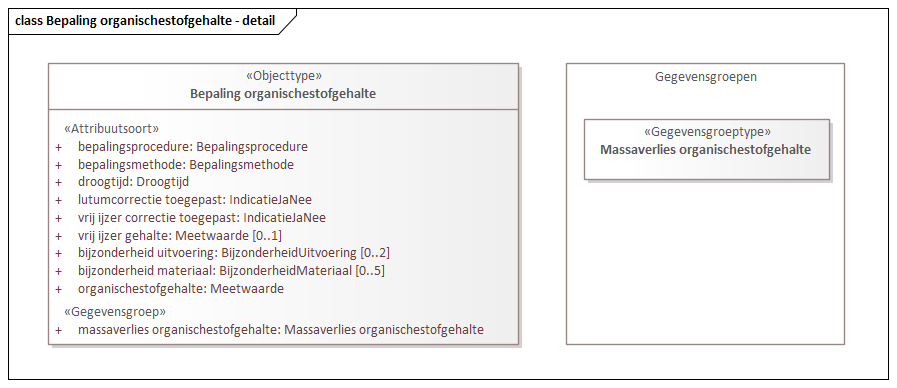 class Bepaling organischestofgehalte - detail
«Objecttype»
Bepaling organischestofgehalte
«Attribuutsoort»
+ bepalingsprocedure: Bepalingsprocedure
+ bepalingsmethode: Bepalingsmethode
+ droogtijd: Droogtijd
+ lutumcorrectie toegepast: IndicatieJaNee
+ vrij ijzer correctie toegepast: IndicatieJaNee
+ vrij ijzer gehalte: Meetwaarde [0..1]
+ bijzonderheid uitvoering: BijzonderheidUitvoering [0..2]
+ bijzonderheid materiaal: BijzonderheidMateriaal [0..5]
+ organischestofgehalte: Meetwaarde
«Gegevensgroep»
+ massaverlies organischestofgehalte: Massaverlies organischestofgehalte
Gegevensgroepen
«Gegevensgroeptype»
Massaverlies organischestofgehalte